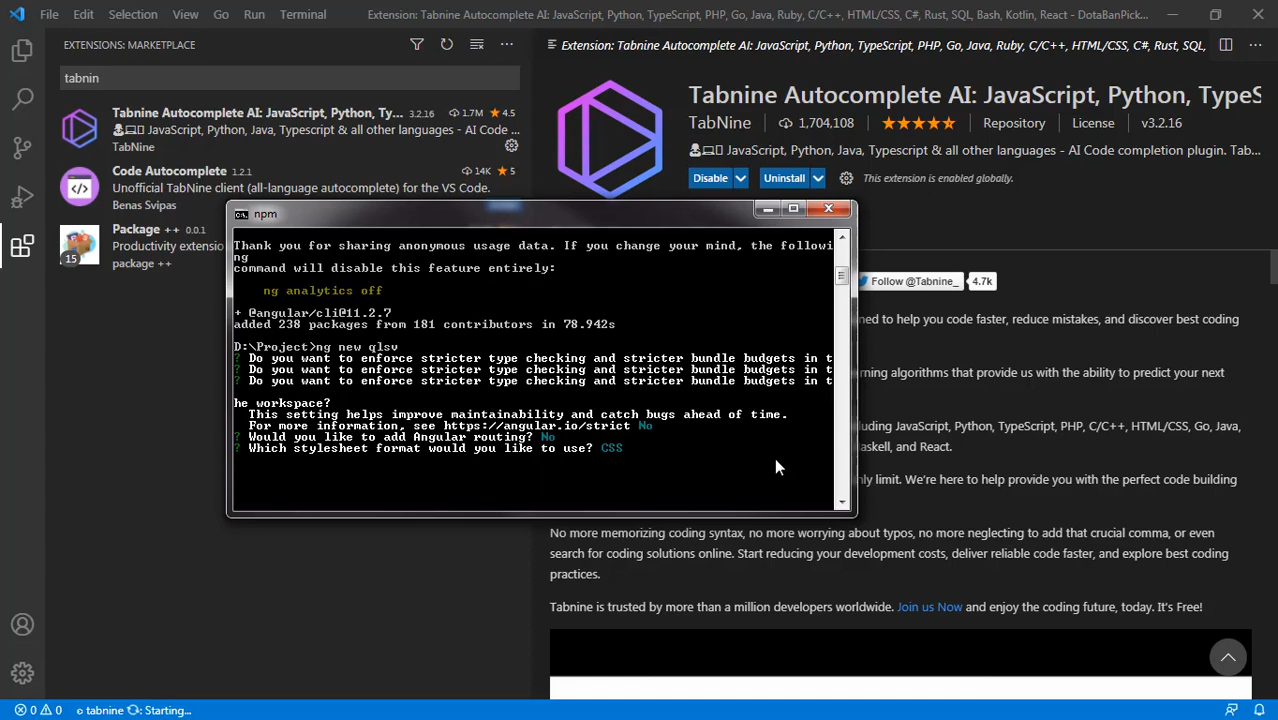 File Edit Selection View Go Run Terminal Extension: Tabnine Autocomplete AI: JavaScript, Python, TypeScript, PHP, Go, Java, Ruby, C/C++, HTML/CSS, C#, Rust, SQL, Bash, Kotlin, React - DotaBanPick...
EXTENSIONS: MARKETPLACE
tabnin
Tabnine Autocomplete AI: JavaScript, Python, Ty... 3.2.16 1.7M 4.5
JavaScript, Python, Java, Typescript & all other languages - AI Code ...
TabNine
Code Autocomplete 1.2.1 14K 5
Unofficial TabNine client (all-language autocomplete) for the VS Code.
Benas Svipas
Package ++ 0.0.1
Productivity extensio
package ++
15
Extension: Tabnine Autocomplete AI: JavaScript, Python, TypeScript, PHP, Go, Java, Ruby, C/C++, HTML/CSS, C#, Rust, SQL,
Tabnine Autocomplete AI: JavaScript, Python, TypeS
TabNine 1,704,108 Repository License v3.2.16
JavaScript, Python, Java, Typescript & all other languages - AI Code completion plugin. Tab...
Disable Uninstall This extension is enabled globally.
npm
Thank you for sharing anonymous usage data. If you change your mind, the followi
ng
command will disable this feature entirely:
ng analytics off
+ @angular/cli@11.2.7
added 238 packages from 181 contributors in 78.942s
D:\Project>ng new qlsv
? Do you want to enforce stricter type checking and stricter bundle budgets in t
? Do you want to enforce stricter type checking and stricter bundle budgets in t
? Do you want to enforce stricter type checking and stricter bundle budgets in t
he workspace?
This setting helps improve maintainability and catch bugs ahead of time.
For more information, see https://angular.io/strict No
? Would you like to add Angular routing? No
? Which stylesheet format would you like to use? CSS
Follow @Tabnine_ 4.7k
ned to help you code faster, reduce mistakes, and discover best coding
rning algorithms that provide us with the ability to predict your next
luding JavaScript, Python, TypeScript, PHP, C/C++, HTML/CSS, Go, Java,
askell, and React.
nly limit. We're here to help provide you with the perfect code building
No more memorizing coding syntax, no more worrying about typos, no more neglecting to add that crucial comma, or even
search for coding solutions online. Start reducing your development costs, deliver reliable code faster, and explore best coding
practices.
Tabnine is trusted by more than a million developers worldwide. Join us Now and enjoy the coding future, today. It's Free!
0 0 tabnine Starting...